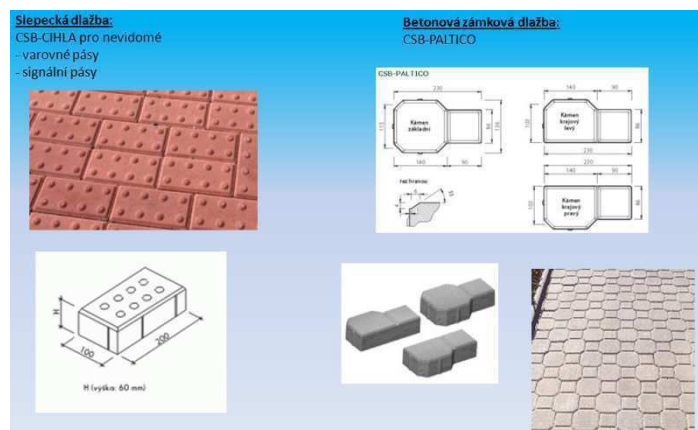 Slepecká dlažba:
CSB-CIHLA pro nevidomé
- varovné pásy
- signální pásy
100
200
H
H (výška: 60 mm)
Betonová zámková dlažba:
CSB-PALTICO
CSB-PALTICO
230
Kámen
základní
140
90
140
90
Kámen
krajový
levý
230
230
140
90
Kámen
krajový
pravý
řez hranou